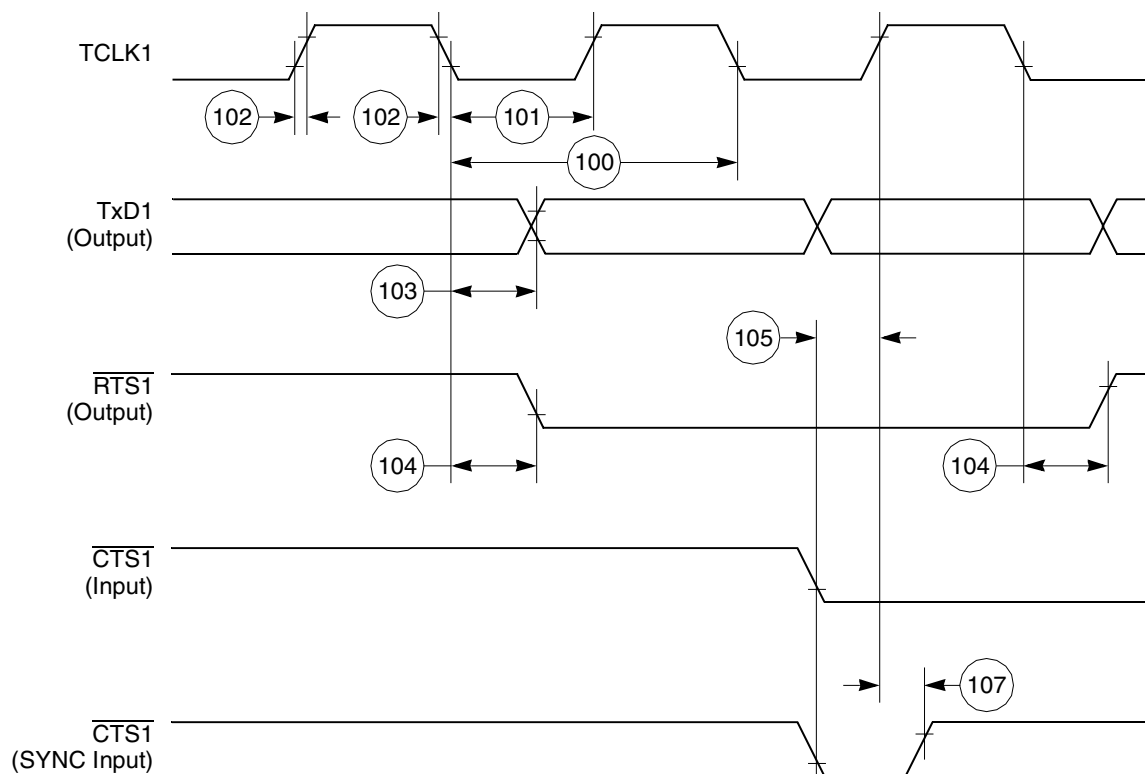 TCLK1
102
102
101
100
TxD1
(Output)
103
105
RTS1
(Output)
104
104
CTS1
(Input)
107
CTS1
(SYNC Input)